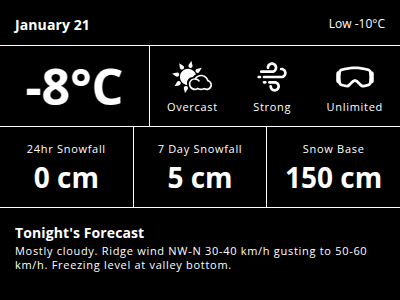 January 21
Low -10°C
-8°C
Overcast
Strong
Unlimited
24hr Snowfall
7 Day Snowfall
Snow Base
0 cm
5 cm
150 cm
Tonight's Forecast
Mostly cloudy. Ridge wind NW-N 30-40 km/h gusting to 50-60
km/h. Freezing level at valley bottom.